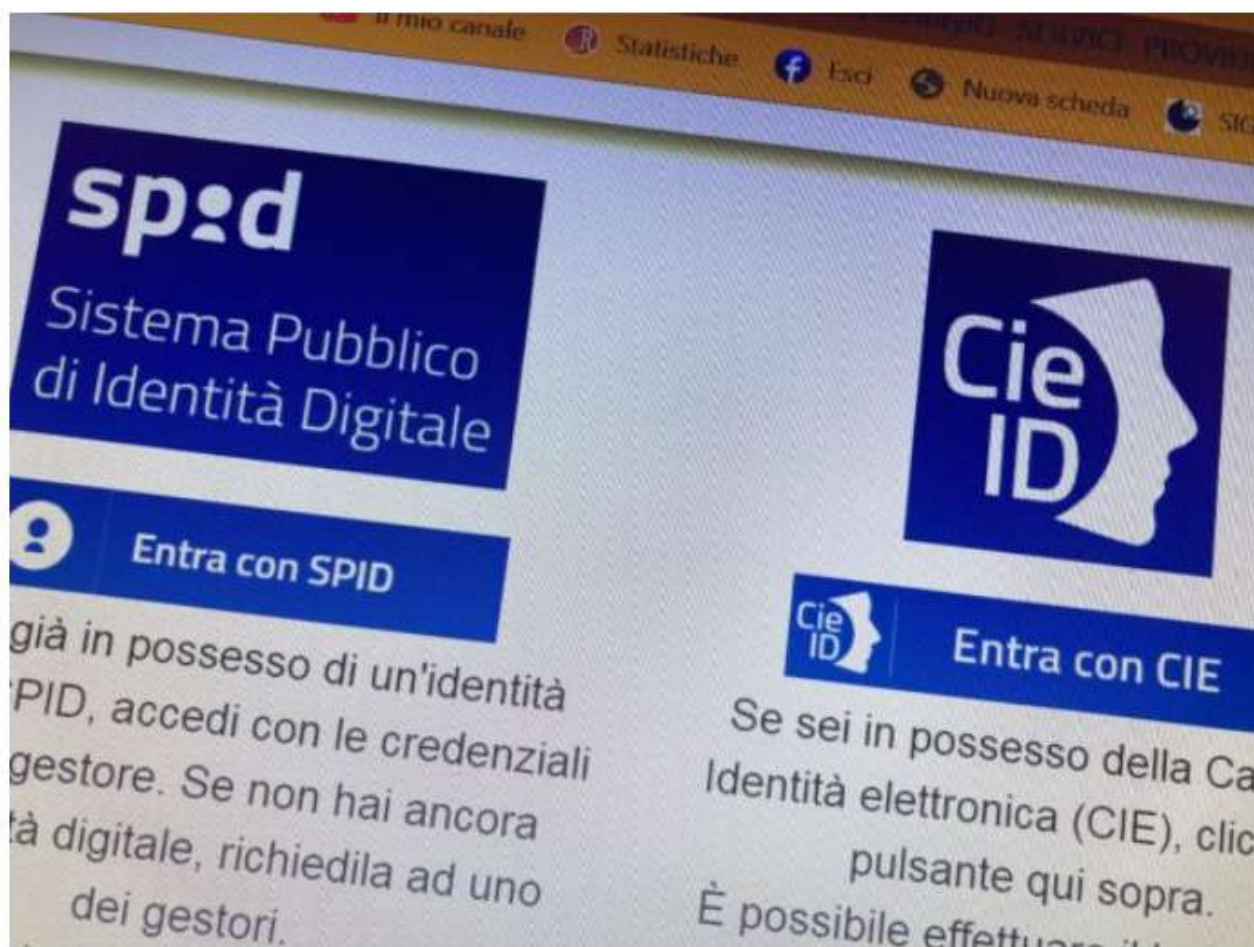 Il mio canale
Statistiche
Esci
Nuova scheda
spid
Sistema Pubblico
di Identità Digitale
Entra con SPID
già in possesso di un'identità
PID, accedi con le credenziali
gestore. Se non hai ancora
tà digitale, richiedila ad uno
dei gestori.
Cie
ID
Cie
ID
Entra con CIE
Se sei in possesso della Ca
Identità elettronica (CIE), clic
pulsante qui sopra.
È possibile effettuare il